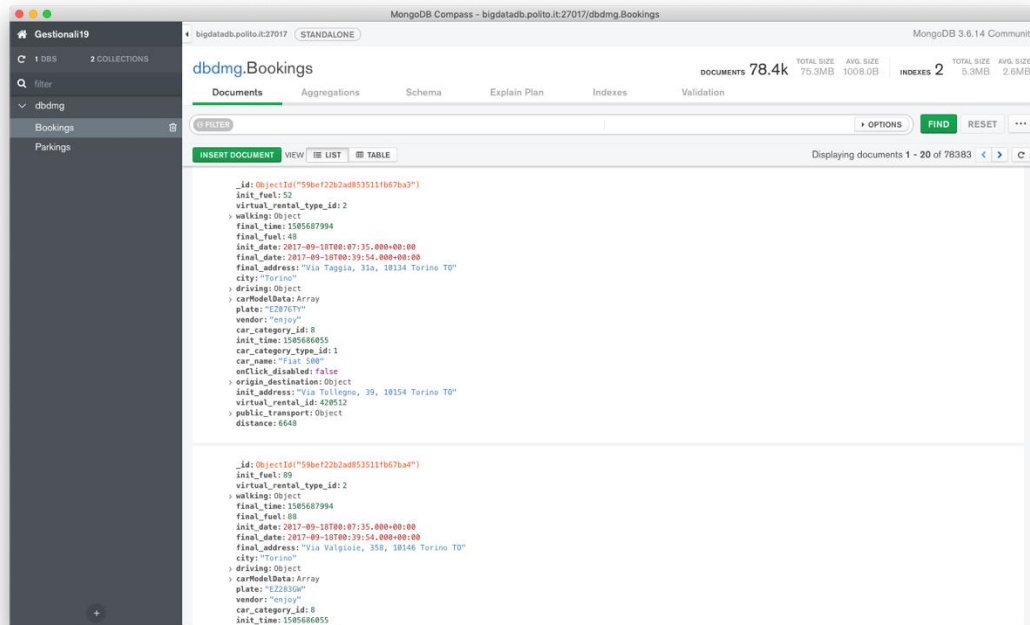 MongoDB Compass - bigdatadb.polito.it:27017/dbdmg.Bookings
Gestionali19
1 DBS 2 COLLECTIONS
filter
dbdmg
Bookings
Parkings
bigdatadb.polito.it:27017 STANDALONE MongoDB 3.6.14 Communit
dbdmg.Bookings
DOCUMENTS 78.4k TOTAL SIZE 75.3MB AVG. SIZE 1008.0B INDEXES 2 TOTAL SIZE 5.3MB AVG. SIZE 2.6MB
Documents Aggregations Schema Explain Plan Indexes Validation
FILTER OPTIONS FIND RESET ...
INSERT DOCUMENT VIEW LIST TABLE Displaying documents 1 - 20 of 78383
_id: ObjectId("59bef22b2ad853511fb67ba3")
init_fuel: 52
virtual_rental_type_id: 2
walking: Object
final_time: 1505687994
final_fuel: 48
init_date: 2017-09-18T00:07:35.000+00:00
final_date: 2017-09-18T00:39:54.000+00:00
final_address: "Via Taggia, 31a, 10134 Torino TO"
city: "Torino"
driving: Object
carModelData: Array
plate: "EZ076TY"
vendor: "enjoy"
car_category_id: 8
init_time: 1505686055
car_category_type_id: 1
car_name: "Fiat 500"
onClick_disabled: false
origin_destination: Object
init_address: "Via Tollegno, 39, 10154 Torino TO"
virtual_rental_id: 420512
public_transport: Object
distance: 6648
_id: ObjectId("59bef22b2ad853511fb67ba4")
init_fuel: 89
virtual_rental_type_id: 2
walking: Object
final_time: 1505687994
final_fuel: 88
init_date: 2017-09-18T00:07:35.000+00:00
final_date: 2017-09-18T00:39:54.000+00:00
final_address: "Via Valgioie, 358, 10146 Torino TO"
city: "Torino"
driving: Object
carModelData: Array
plate: "EZ283GW"
vendor: "enjoy"
car_category_id: 8
init_time: 1505686055